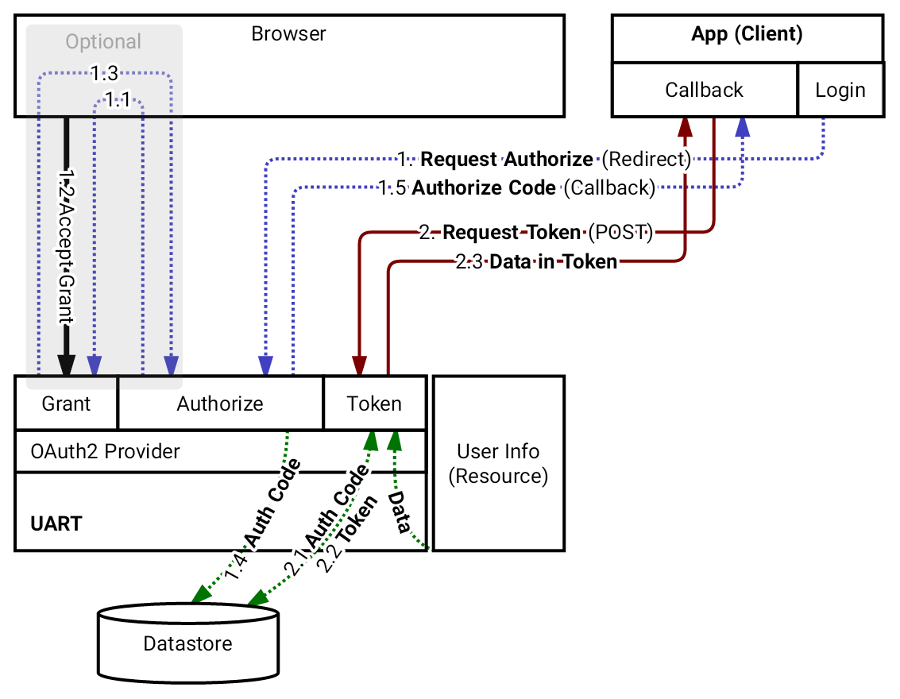 Optional
Browser
App (Client)
1.3
1.1
Callback
Login
1. Request Authorize (Redirect)
1.5 Authorize Code (Callback)
1.2 Accept Grant
2. Request Token (POST)
2.3 Data in Token
Grant
Authorize
Token
OAuth2 Provider
User Info
(Resource)
UART
1.4 Auth Code
2.1 Auth Code
2.2 Token
Data
Datastore